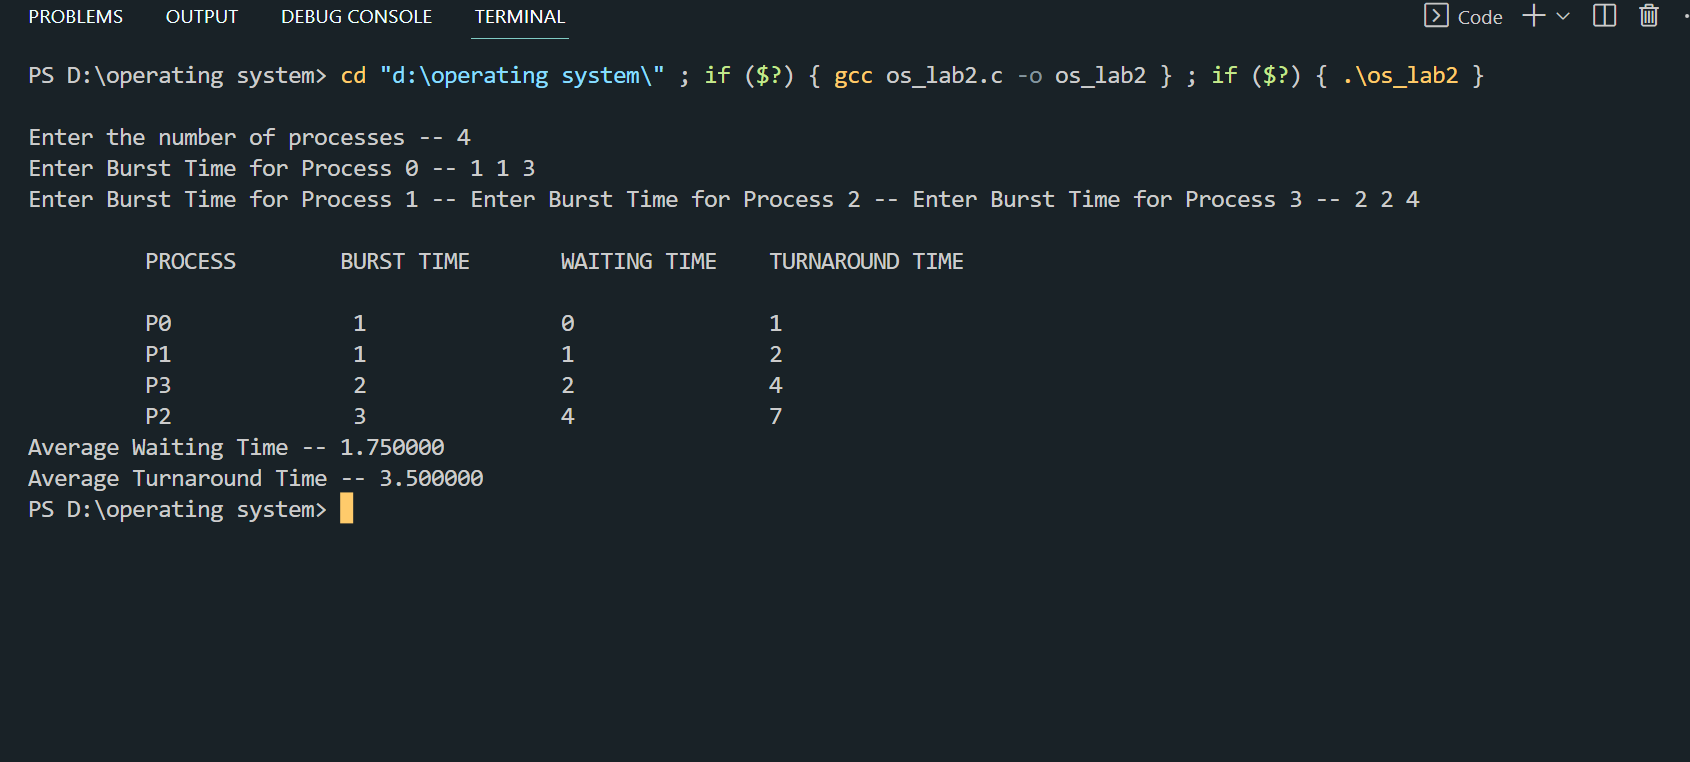 PROBLEMS OUTPUT DEBUG CONSOLE TERMINAL Code
PS D:\operating system> cd "d:\operating system\" ; if ($?) { gcc os_lab2.c -o os_lab2 } ; if ($?) { .\os_lab2 }
Enter the number of processes -- 4
Enter Burst Time for Process 0 -- 1 1 3
Enter Burst Time for Process 1 -- Enter Burst Time for Process 2 -- Enter Burst Time for Process 3 -- 2 2 4
PROCESS BURST TIME WAITING TIME TURNAROUND TIME
P0 1 0 1
P1 1 1 2
P3 2 2 4
P2 3 4 7
Average Waiting Time -- 1.750000
Average Turnaround Time -- 3.500000
PS D:\operating system>